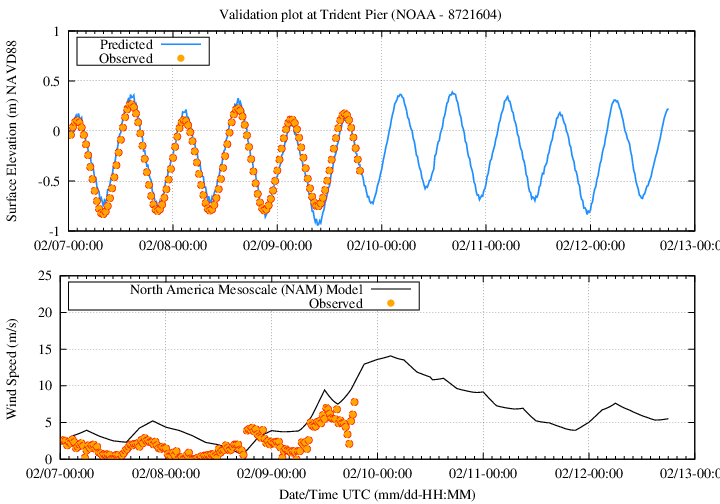 Validation plot at Trident Pier (NOAA - 8721604)
Surface Elevation (m) NAVD88
1
0.5
0
-0.5
-1
Predicted
Observed
02/07-00:00 02/08-00:00 02/09-00:00 02/10-00:00 02/11-00:00 02/12-00:00 02/13-00:00
Wind Speed (m/s)
25
20
15
10
5
0
North America Mesoscale (NAM) Model
Observed
02/07-00:00 02/08-00:00 02/09-00:00 02/10-00:00 02/11-00:00 02/12-00:00 02/13-00:00
Date/Time UTC (mm/dd-HH:MM)